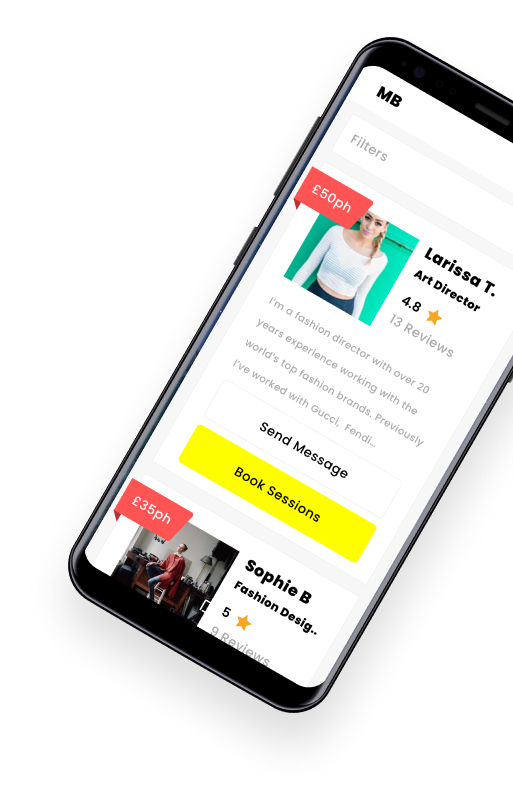 MB
Filters
£50ph
Larissa T.
Art Director
4.8
13 Reviews
I'm a fashion director with over 20
years experience working with the
world's top fashion brands. Previously
I've worked with Gucci, Fendi...
Send Message
Book Sessions
£35ph
Sophie B
Fashion Desig..
5
9 Reviews